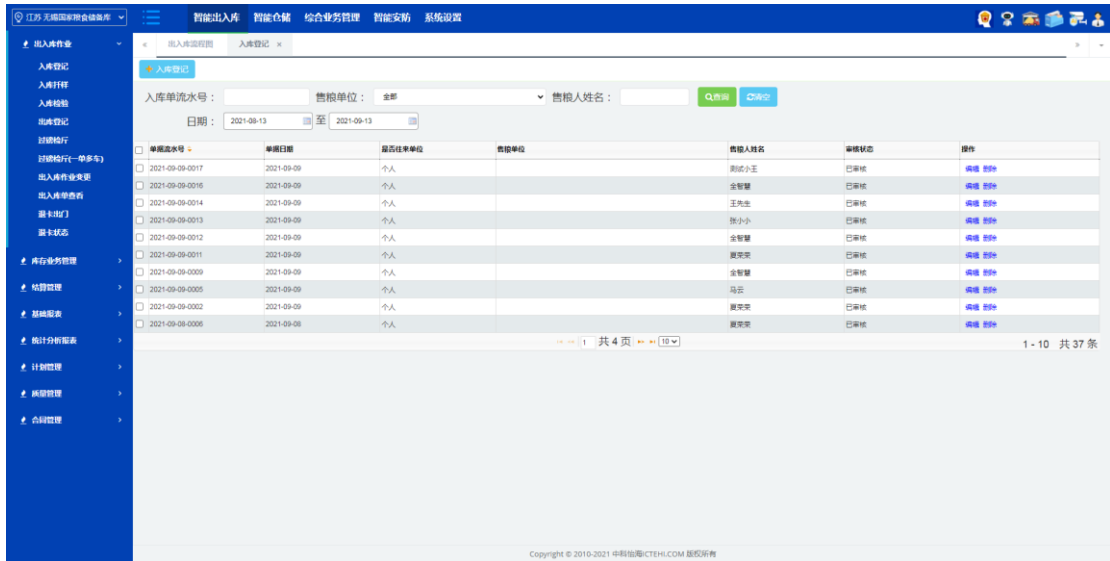 江苏 无锡国家粮食储备库
智能出入库 智能仓储 综合业务管理 智能安防 系统设置
出入库作业
入库登记
入库扦样
入库检验
出库登记
过磅检斤
过磅检斤(一单多车)
出入库作业变更
出入库单查看
退卡出门
退卡状态
库存业务管理
结算管理
基础报表
统计分析报表
计划管理
质量管理
合同管理
出入库流程图 入库登记 ×
入库登记
入库单流水号： 售粮单位： 全部 售粮人姓名： 查询 清空
日期： 2021-08-13 至 2021-09-13
单据流水号 单据日期 是否往来单位 售粮单位 售粮人姓名 审核状态 操作
2021-09-09-0017 2021-09-09 个人 测试小王 已审核 编辑 删除
2021-09-09-0016 2021-09-09 个人 全智慧 已审核 编辑 删除
2021-09-09-0014 2021-09-09 个人 王先生 已审核 编辑 删除
2021-09-09-0013 2021-09-09 个人 张小小 已审核 编辑 删除
2021-09-09-0012 2021-09-09 个人 全智慧 已审核 编辑 删除
2021-09-09-0011 2021-09-09 个人 夏荣荣 已审核 编辑 删除
2021-09-09-0009 2021-09-09 个人 全智慧 已审核 编辑 删除
2021-09-09-0005 2021-09-09 个人 马云 已审核 编辑 删除
2021-09-09-0002 2021-09-09 个人 夏荣荣 已审核 编辑 删除
2021-09-08-0006 2021-09-08 个人 夏荣荣 已审核 编辑 删除
1 共 4 页 10
1 - 10 共 37 条
Copyright © 2010-2021 中科怡海ICTEHI.COM 版权所有